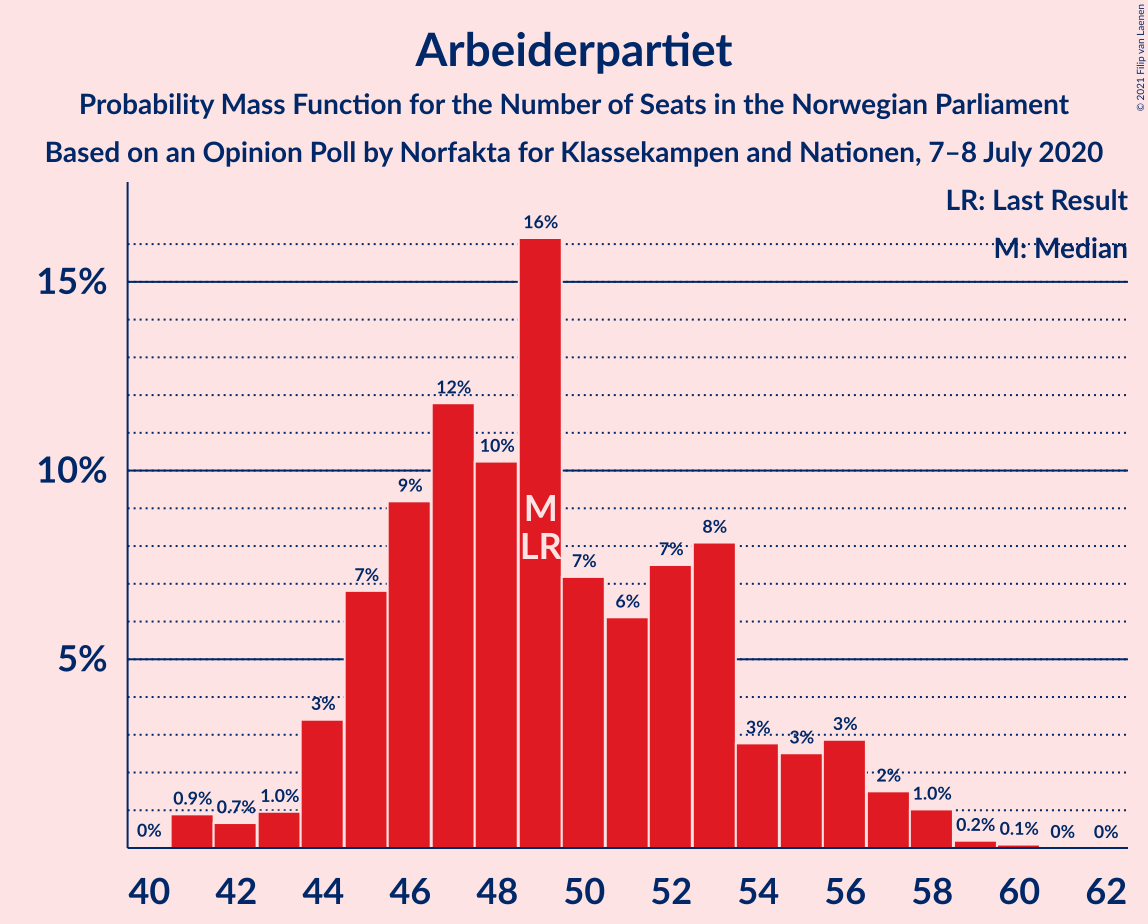 Arbeiderpartiet
Probability Mass Function for the Number of Seats in the Norwegian Parliament
Based on an Opinion Poll by Norfakta for Klassekampen and Nationen, 7–8 July 2020
© 2021 Filip van Laenen
LR: Last Result
M: Median
15%
10%
5%
0%
0.9%
0.7%
1.0%
3%
7%
9%
12%
10%
16%
M
LR
7%
6%
7%
8%
3%
3%
3%
2%
1.0%
0.2%
0.1%
0%
0%
40 42 44 46 48 50 52 54 56 58 60 62